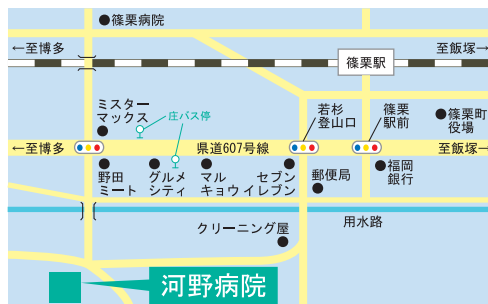 篠栗病院
←至博多
篠栗駅
至飯塚→
ミスター
マックス
庄バス停
若杉
登山口
篠栗
駅前
篠栗町
役場
←至博多
県道607号線
至飯塚→
野田
ミート
グルメ
シティ
マル
キョウ
セブン
イレブン
郵便局
福岡
銀行
用水路
クリーニング屋
河野病院